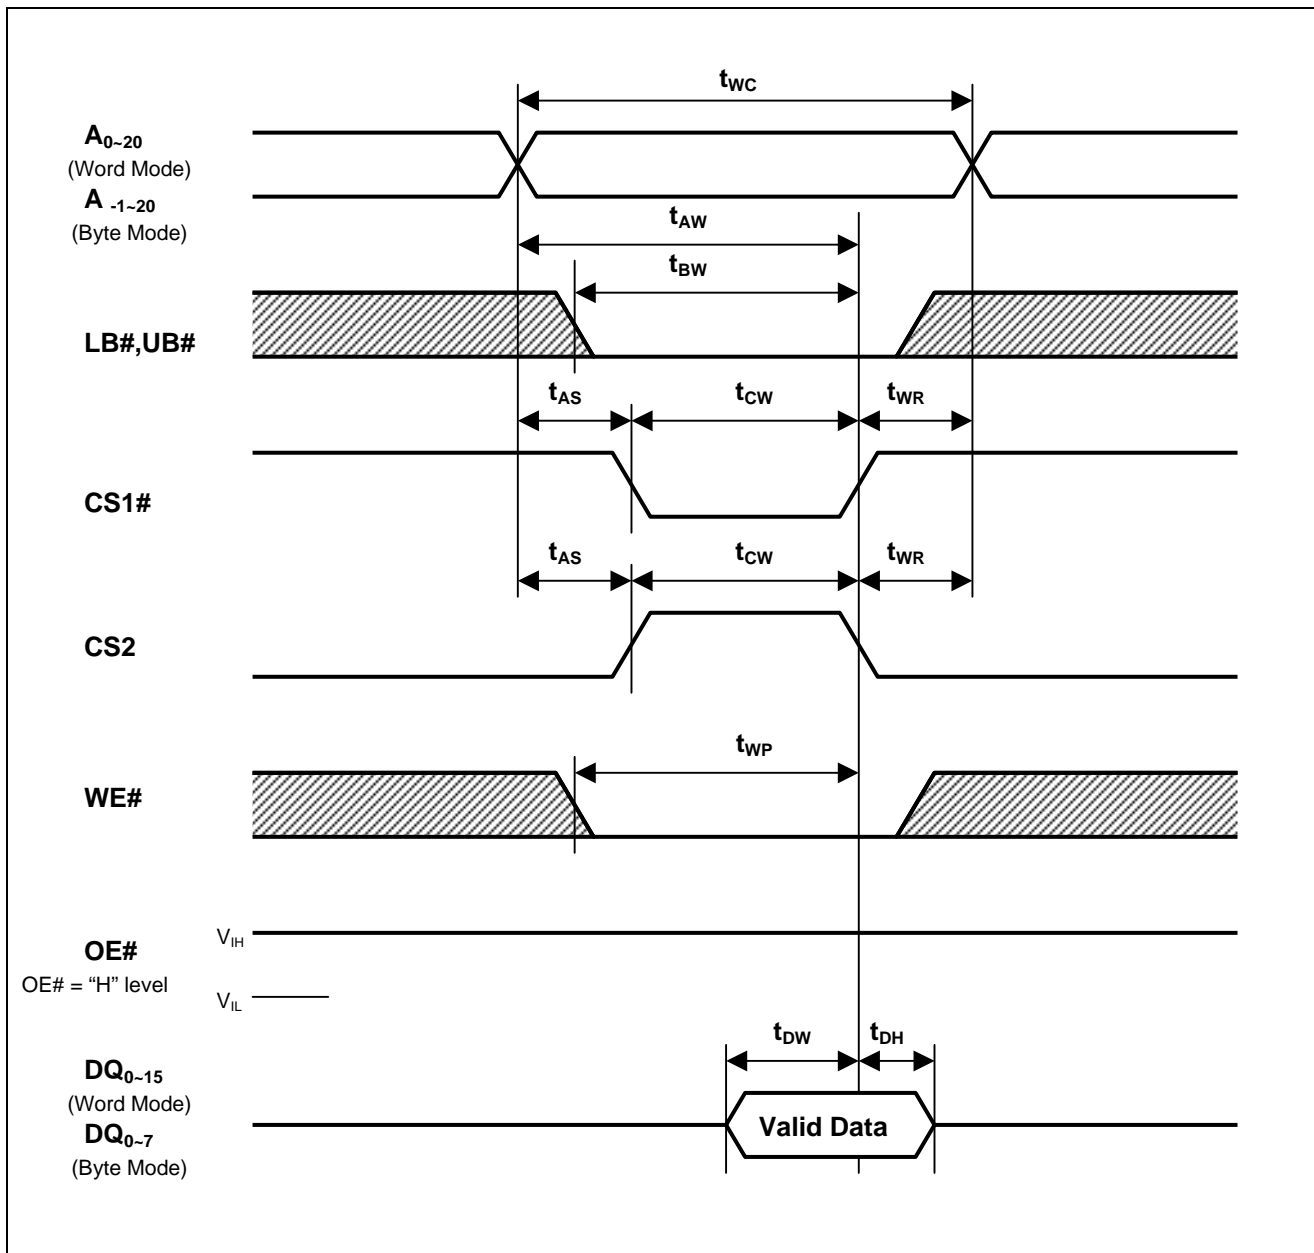 tWC
A0~20
(Word Mode)
A -1~20
(Byte Mode)
tAW
tBW
LB#,UB#
tAS tCW tWR
CS1#
tAS tCW tWR
CS2
tWP
WE#
VIH
OE#
OE# = “H” level
VIL
tDW tDH
DQ0~15
(Word Mode)
Valid Data
DQ0~7
(Byte Mode)